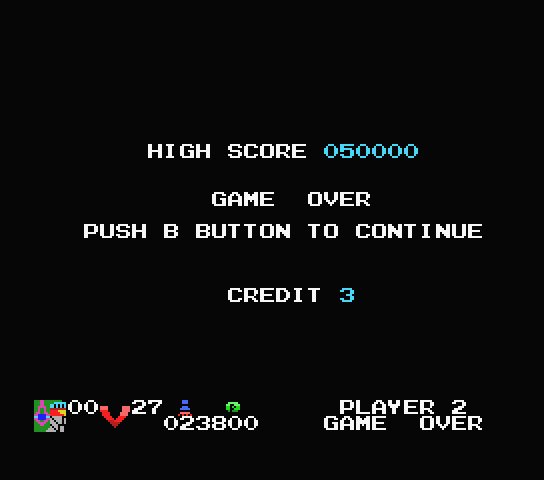 HIGH SCORE 050000
GAME OVER
PUSH B BUTTON TO CONTINUE
CREDIT 3
00 27 PLAYER 2
023800 GAME OVER